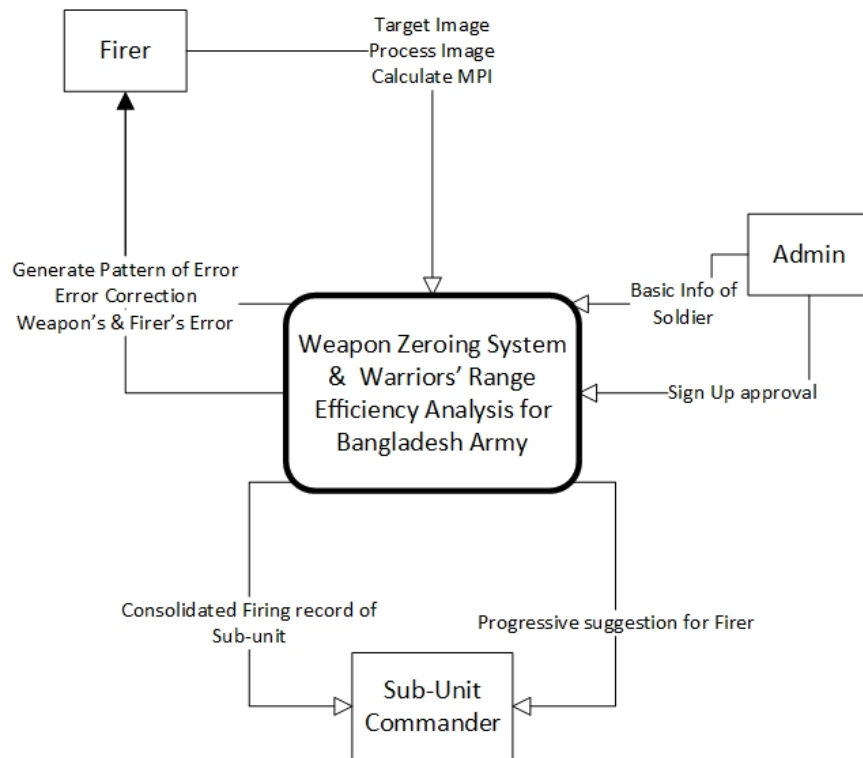 Firer
Target Image
Process Image
Calculate MPI
Admin
Generate Pattern of Error
Error Correction
Weapon's & Firer's Error
Basic Info of
Soldier
Weapon Zeroing System
& Warriors' Range
Efficiency Analysis for
Bangladesh Army
Sign Up approval
Consolidated Firing record of
Sub-unit
Progressive suggestion for Firer
Sub-Unit
Commander